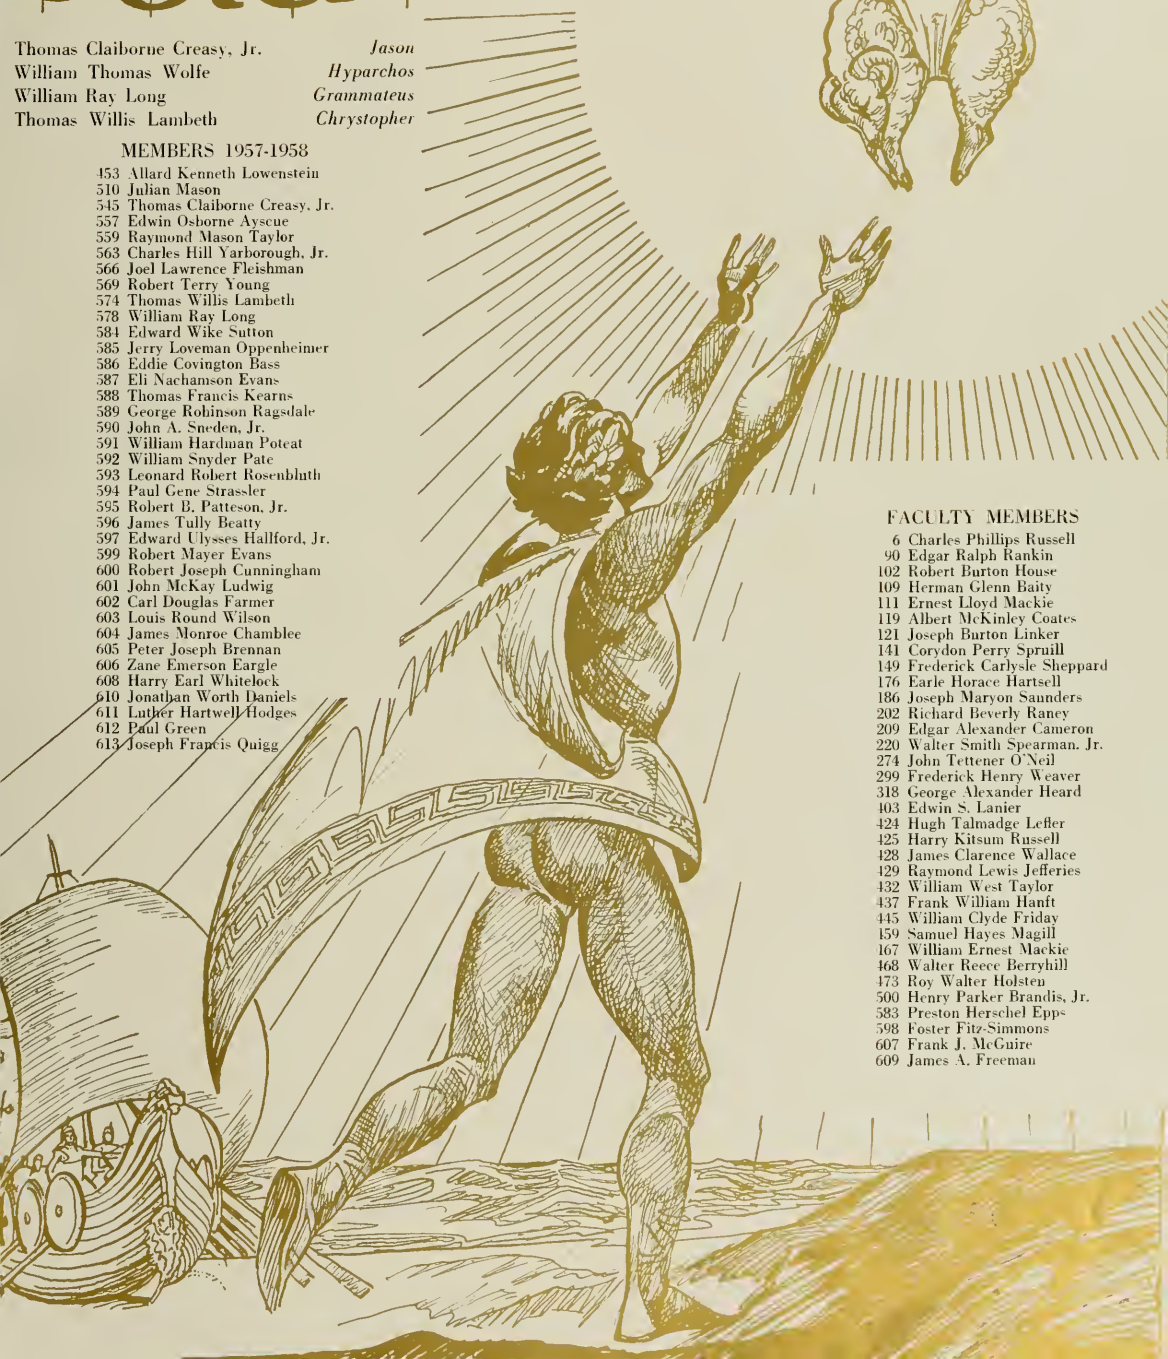 Thomas Claiborne Creasy, Jr. Jason
William Thomas Wolfe Hyparchos
William Ray Long Grammateus
Thomas Willis Lambeth Chrystopher
MEMBERS 1957-1958
453 Allard Kenneth Lowenstein
510 Julian Mason
545 Thomas Claiborne Creasy, Jr.
557 Edwin Osborne Ayscue
559 Raymond Mason Taylor
563 Charles Hill Yarborough, Jr.
566 Joel Lawrence Fleishman
569 Robert Terry Young
574 Thomas Willis Lambeth
578 William Ray Long
584 Edward Wike Sutton
585 Jerry Loveman Oppenheimer
586 Eddie Covington Bass
587 Eli Nachamson Evans
588 Thomas Francis Kearns
589 George Robinson Ragsdale
590 John A. Sneden, Jr.
591 William Hardman Poteat
592 William Snyder Pate
593 Leonard Robert Rosenbluth
594 Paul Gene Strassler
595 Robert B. Patteson, Jr.
596 James Tully Beatty
597 Edward Ulysses Hallford, Jr.
599 Robert Mayer Evans
600 Robert Joseph Cunningham
601 John McKay Ludwig
602 Carl Douglas Farmer
603 Louis Round Wilson
604 James Monroe Chamblee
605 Peter Joseph Brennan
606 Zane Emerson Eargle
608 Harry Earl Whitelock
610 Jonathan Worth Daniels
611 Luther Hartwell Hodges
612 Paul Green
613 Joseph Francis Quigg
FACULTY MEMBERS
6 Charles Phillips Russell
90 Edgar Ralph Rankin
102 Robert Burton House
109 Herman Glenn Baity
111 Ernest Lloyd Mackie
119 Albert McKinley Coates
121 Joseph Burton Linker
141 Corydon Perry Spruill
149 Frederick Carlysle Sheppard
176 Earle Horace Hartsell
186 Joseph Maryon Saunders
202 Richard Beverly Raney
209 Edgar Alexander Cameron
220 Walter Smith Spearman, Jr.
274 John Tettener O'Neil
299 Frederick Henry Weaver
318 George Alexander Heard
403 Edwin S. Lanier
424 Hugh Talmadge Lefler
425 Harry Kitsum Russell
428 James Clarence Wallace
429 Raymond Lewis Jefferies
432 William West Taylor
437 Frank William Hanft
445 William Clyde Friday
459 Samuel Hayes Magill
467 William Ernest Mackie
468 Walter Reece Berryhill
473 Roy Walter Holsten
500 Henry Parker Brandis, Jr.
583 Preston Herschel Epps
598 Foster Fitz-Simmons
607 Frank J. McGuire
609 James A. Freeman